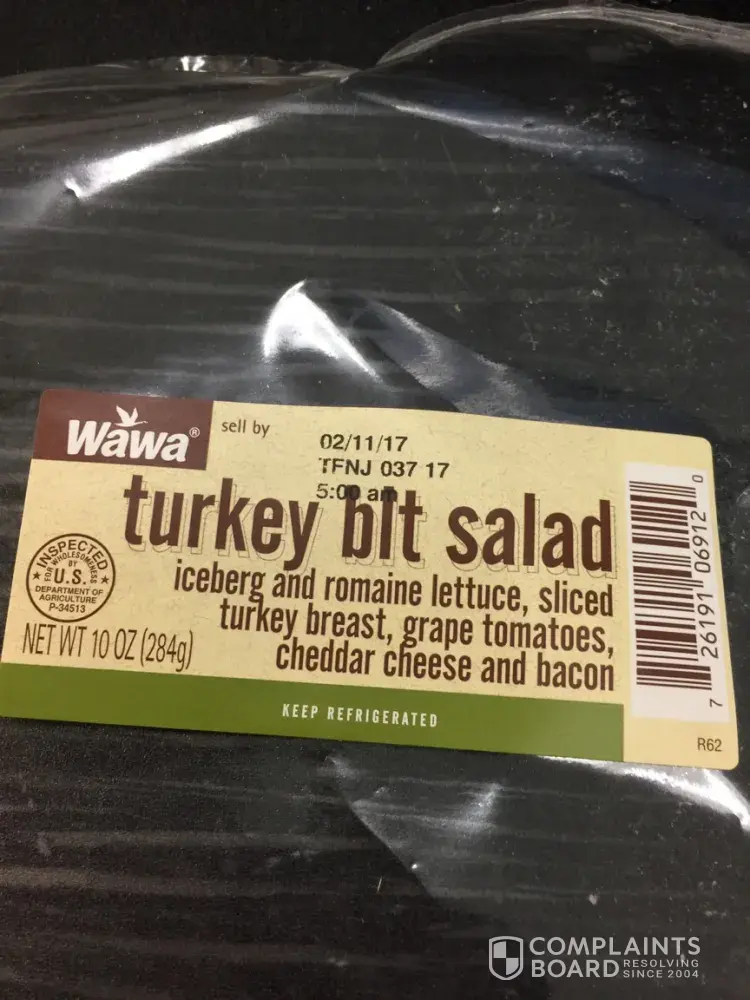 Wawa®
sell by
02/11/17
TFNJ 037 17
5:00 am
turkey blt salad
iceberg and romaine lettuce, sliced
turkey breast, grape tomatoes,
cheddar cheese and bacon
INSPECTED
FOR WHOLESOMENESS
BY
U.S.
DEPARTMENT OF
AGRICULTURE
P-34513
NET WT 10 OZ (284g)
KEEP REFRIGERATED
7 26191 06912 0
R62
COMPLAINTS
BOARD RESOLVING
SINCE 2004